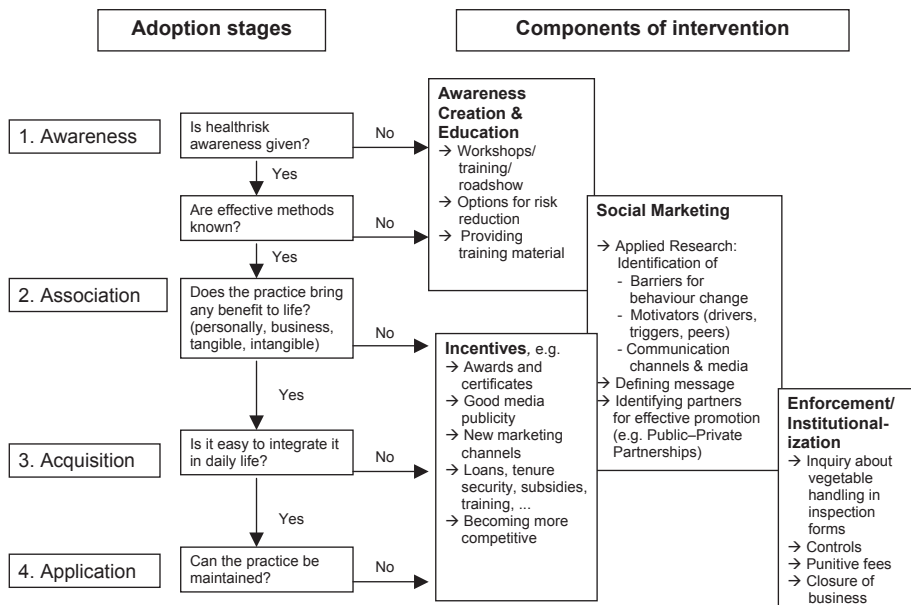 Adoption stages
Components of intervention
1. Awareness
Is healthrisk
awareness given?
No
Yes
Are effective methods
known?
No
Yes
2. Association
Does the practice bring
any benefit to life?
(personally, business,
tangible, intangible)
No
Yes
3. Acquisition
Is it easy to integrate it
in daily life?
No
Yes
4. Application
Can the practice be
maintained?
No
Awareness
Creation &
Education
→ Workshops/
training/
roadshow
→ Options for risk
reduction
→ Providing
training material
Social Marketing
→ Applied Research:
Identification of
- Barriers for
behaviour change
- Motivators (drivers,
triggers, peers)
- Communication
channels & media
→ Defining message
→ Identifying partners
for effective promotion
(e.g. Public–Private
Partnerships)
Incentives, e.g.
→ Awards and
certificates
→ Good media
publicity
→ New marketing
channels
→ Loans, tenure
security, subsidies,
training, ...
→ Becoming more
competitive
Enforcement/
Institutional-
ization
→ Inquiry about
vegetable
handling in
inspection
forms
→ Controls
→ Punitive fees
→ Closure of
business